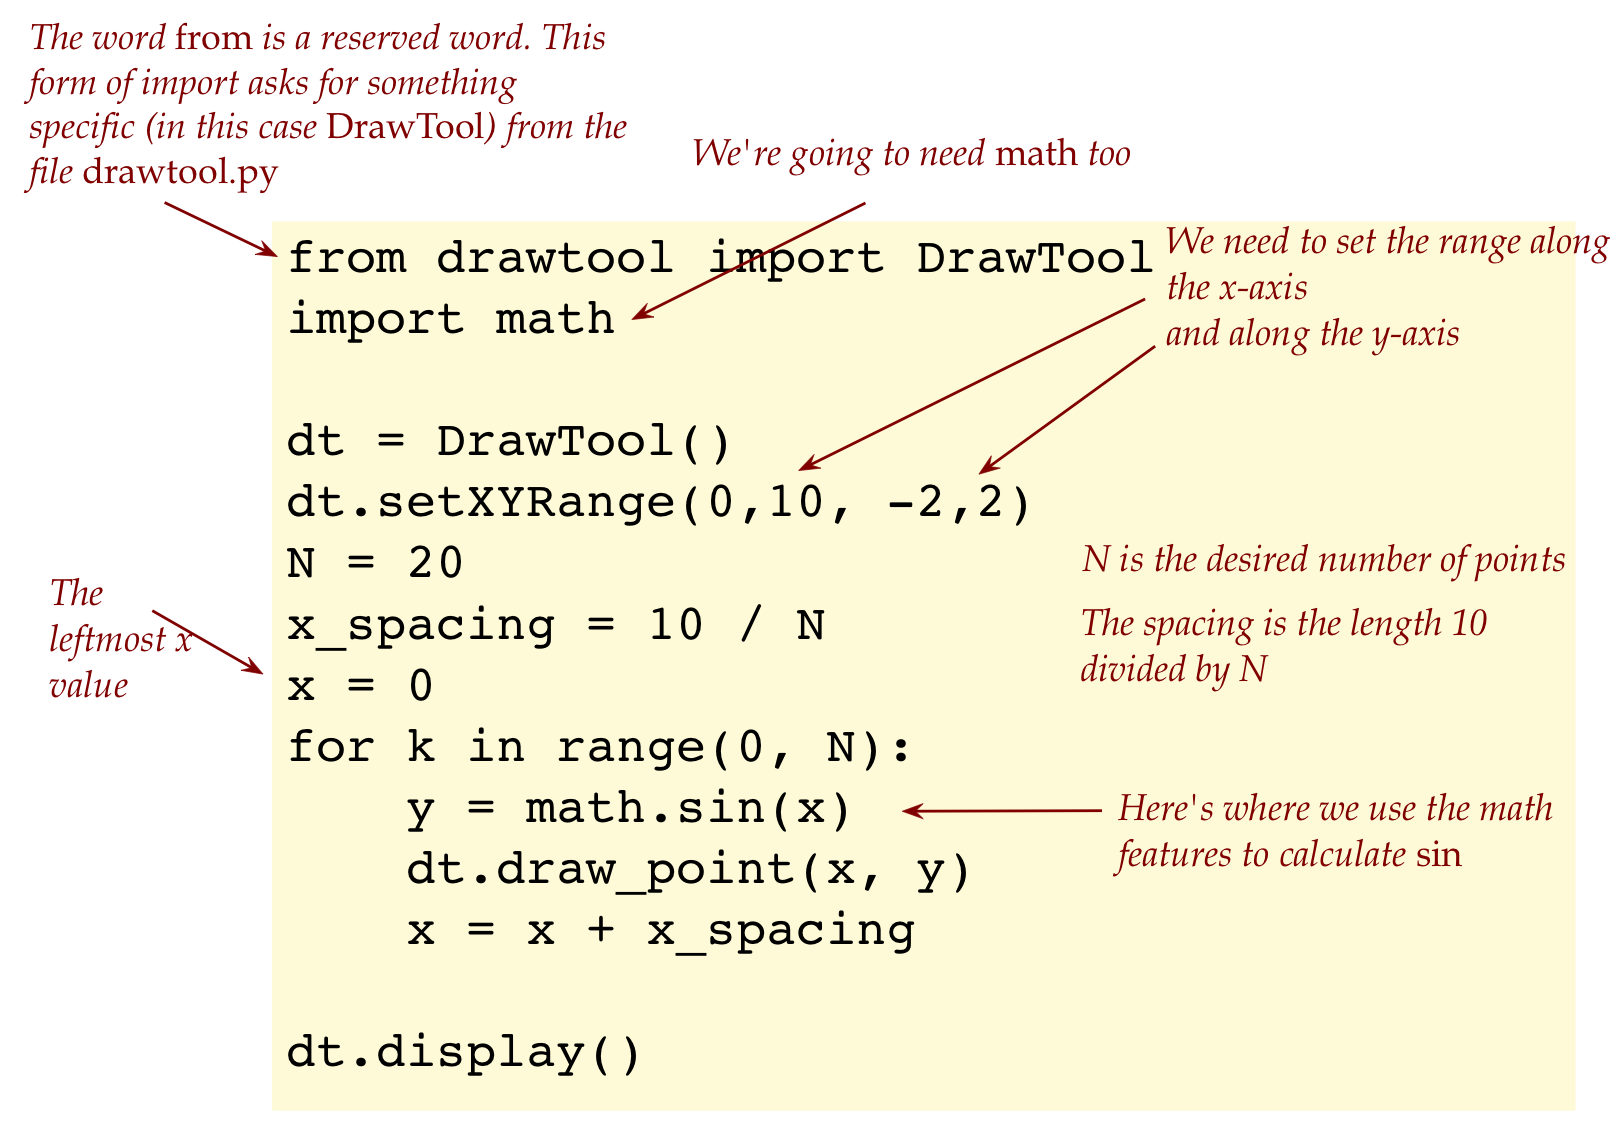 The word from is a reserved word. This
form of import asks for something
specific (in this case DrawTool) from the
file drawtool.py
We're going to need math too
from drawtool import DrawTool
import math
We need to set the range along
the x-axis
and along the y-axis
dt = DrawTool()
dt.setXYRange(0,10, -2,2)
N = 20
N is the desired number of points
The
leftmost x
value
x_spacing = 10 / N
The spacing is the length 10
divided by N
x = 0
for k in range(0, N):
    y = math.sin(x)
Here's where we use the math
features to calculate sin
    dt.draw_point(x, y)
    x = x + x_spacing
dt.display()